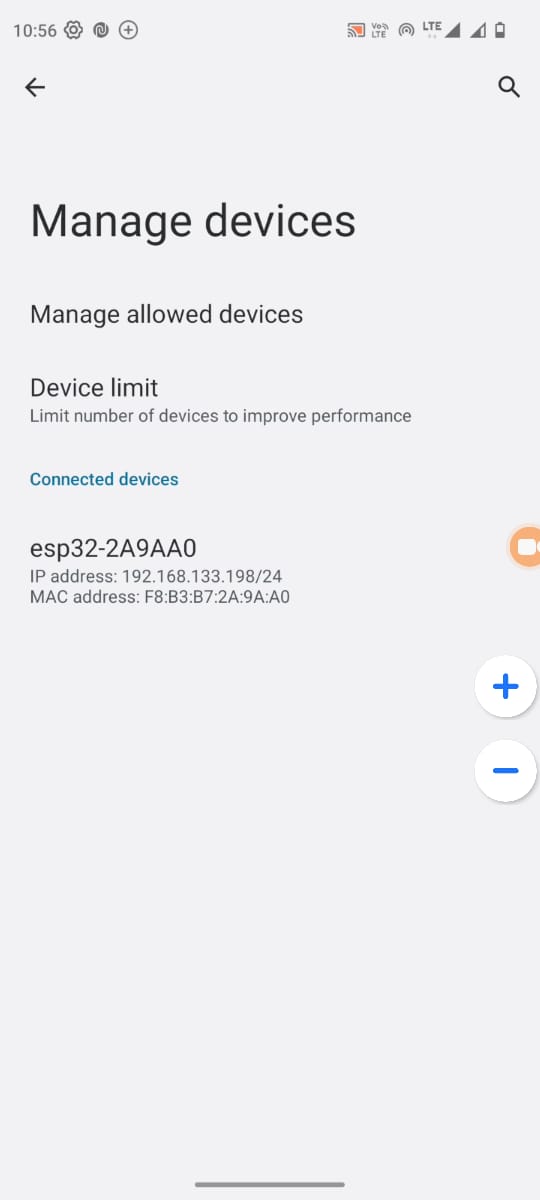 10:56
Vo))
LTE
LTE
Manage devices
Manage allowed devices
Device limit
Limit number of devices to improve performance
Connected devices
esp32-2A9AA0
IP address: 192.168.133.198/24
MAC address: F8:B3:B7:2A:9A:A0